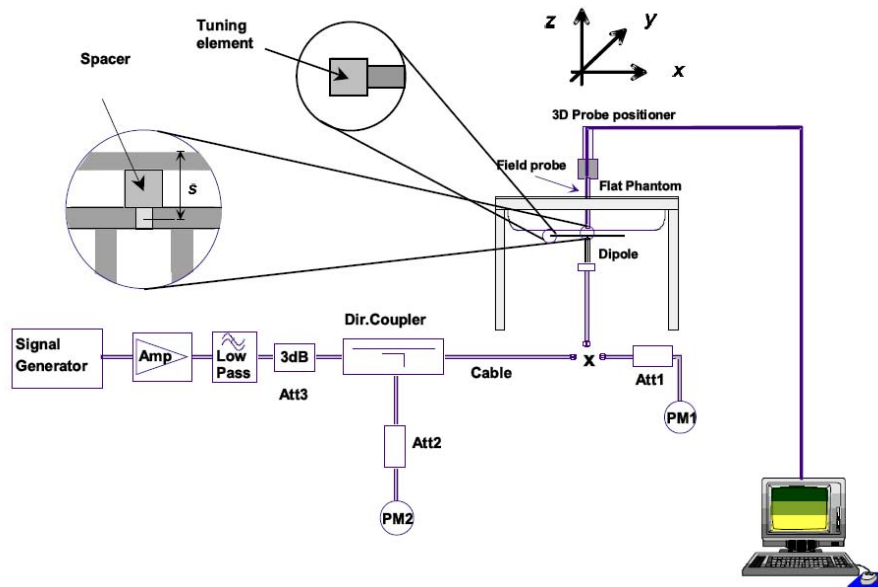 Tuning
element
Spacer
s
z
y
x
3D Probe positioner
Field probe
Flat Phantom
Dipole
Dir.Coupler
Signal
Generator
Amp
Low
Pass
3dB
Att3
Cable
x
Att1
PM1
Att2
PM2